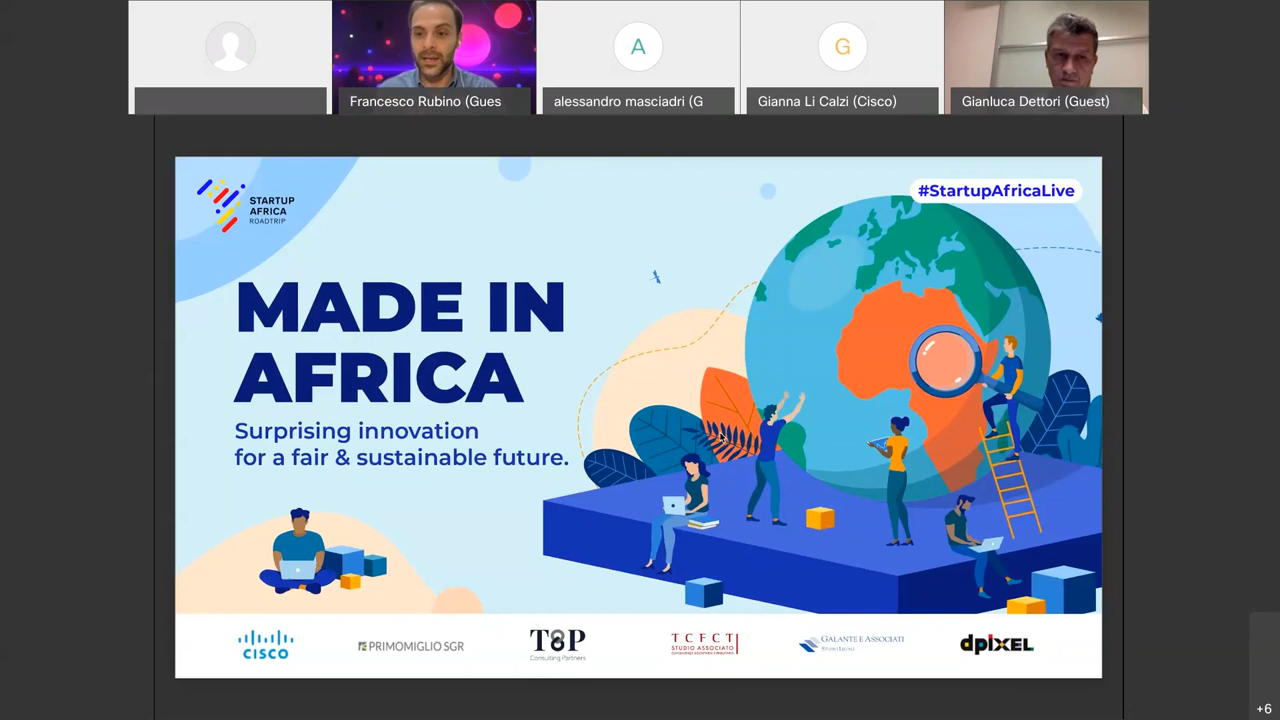 A
G
Francesco Rubino (Gues
alessandro masciadri (G
Gianna Li Calzi (Cisco)
Gianluca Dettori (Guest)
STARTUP
AFRICA
ROADTRIP
#StartupAfricaLive
MADE IN
AFRICA
Surprising innovation
for a fair & sustainable future.
CISCO
PRIMOMIGLIO SGR
T8P
Consulting Partners
TCFCT
STUDIO ASSOCIATO
GALANTE E ASSOCIATI
STUDIO LEGALE
dpixel
+6